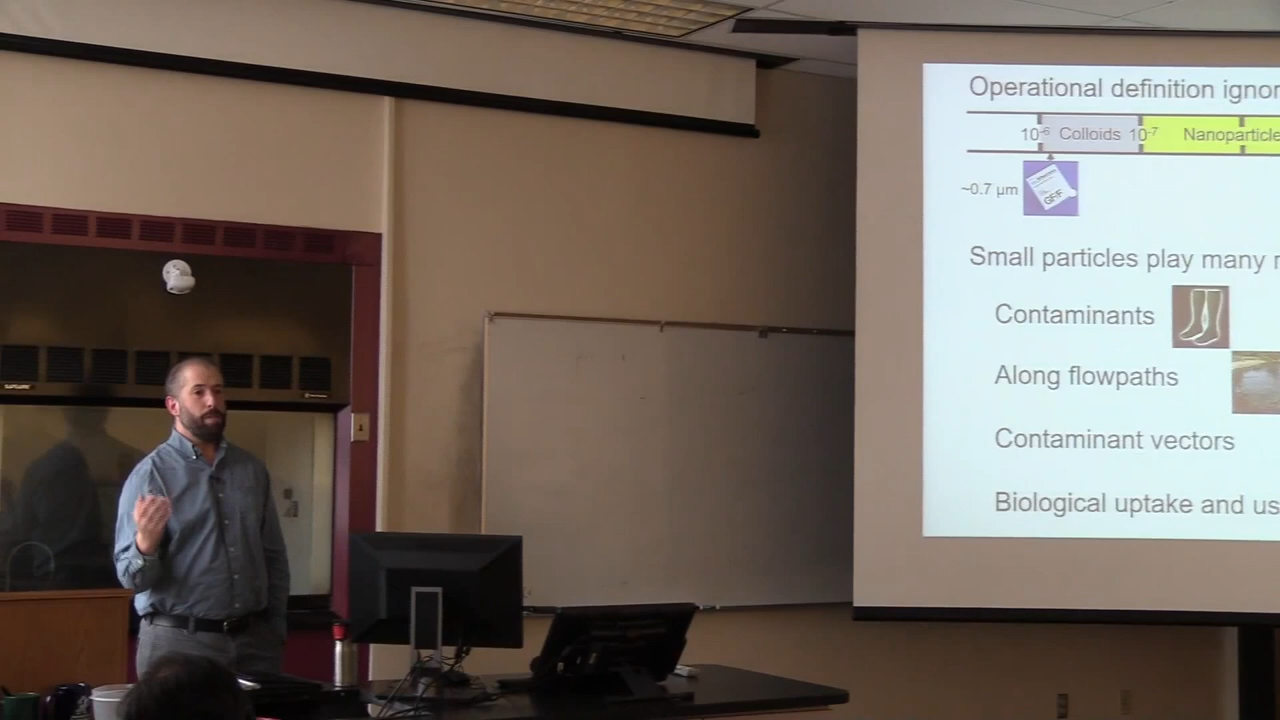 Operational definition ignor
10-6 Colloids 10-7 Nanoparticle
~0.7 µm
GF/F
Small particles play many r
Contaminants
Along flowpaths
Contaminant vectors
Biological uptake and us